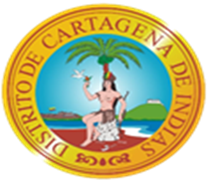 DISTRITO DE CARTAGENA DE INDIAS